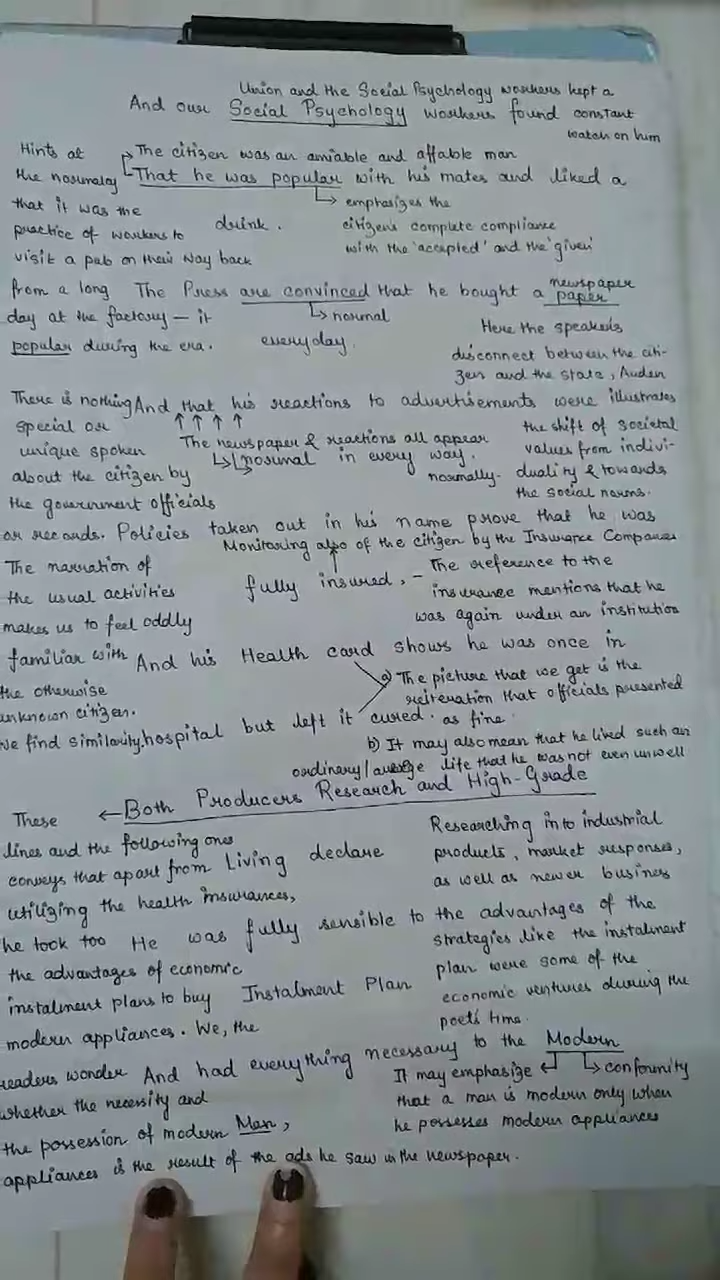 Union and the Social Psychology workers kept a
And our Social Psychology workers found constant
watch on him
Hints at
the normalcy
that it was the
practice of workers to
visit a pub on their way back
from a long
day at the factory — it
popular during the era.
The citizen was an amiable and affable man
That he was popular with his mates and liked a
drink.
emphasizes the
citizen's complete compliance
with the 'accepted' and the 'given'
The Press are convinced that he bought a newspaper
paper
normal
everyday
Here the speakers
disconnect between the citi-
zen and the state, Auden
illustrates
the shift of societal
values from indivi-
duality & towards
the social norms.
There is nothing
special or
unique spoken
about the citizen by
the government officials
or records.
And that his reactions to advertisements were
The newspaper & reactions all appear
normal in every way.
normally.
Policies taken out in his name prove that he was
Monitoring also of the citizen by the Insurance Companies
fully insured, - The reference to the
insurance mentions that he
was again under an institution
The narration of
the usual activities
makes us to feel oddly
familiar with
the otherwise
unknown citizen.
We find similarity.
And his Health card shows he was once in
hospital but left it cured.
a) The picture that we get is the
reiteration that officials presented
as fine.
b) It may also mean that he lived such an
ordinary/average life that he was not even unwell
Both Producers Research and High-Grade
Living declare
These
lines and the following ones
conveys that apart from
utilizing the health insurances,
he took too
the advantages of economic
instalment plans to buy
modern appliances. We, the
readers wonder
whether the necessity and
the possession of modern
appliances is the result of the ads he saw in the newspaper.
Researching into industrial
products, market responses,
as well as newer business
strategies like the instalment
plan were some of the
economic ventures during the
poet's time.
He was fully sensible to the advantages of the
Instalment Plan
And had everything necessary to the Modern
Man,
It may emphasize conformity
that a man is modern only when
he possesses modern appliances